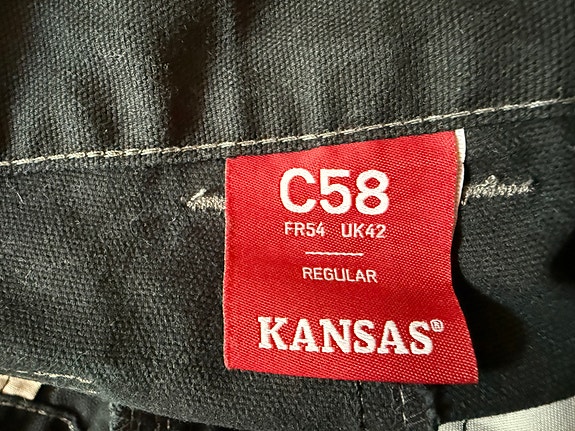 C58
FR54 UK42
REGULAR
KANSAS®